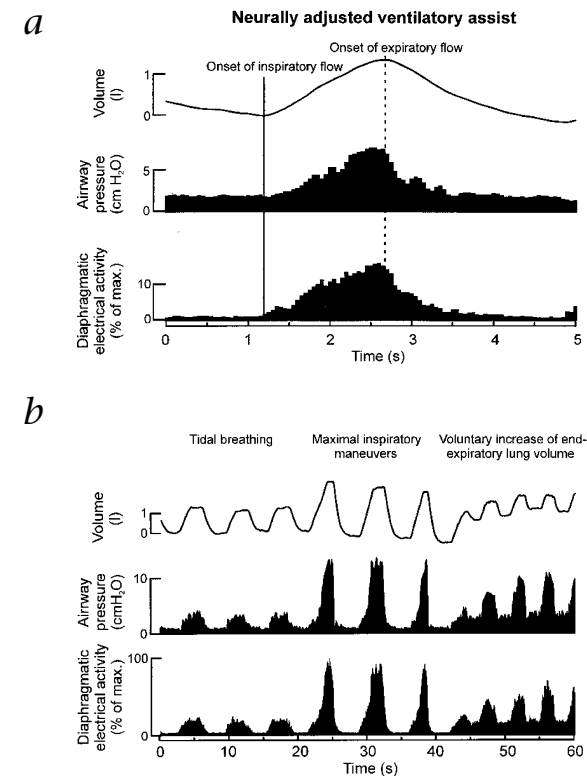 a
Neurally adjusted ventilatory assist
Onset of expiratory flow
Onset of inspiratory flow
Volume
(l)
1
0
Airway
pressure
(cm H₂O)
5
0
Diaphragmatic
electrical activity
(% of max.)
10
0
0 1 2 3 4 5
Time (s)
b
Tidal breathing
Maximal inspiratory
maneuvers
Voluntary increase of end-
expiratory lung volume
Volume
(l)
1
0
Airway
pressure
(cmH₂O)
10
0
Diaphragmatic
electrical activity
(% of max.)
100
0
0 10 20 30 40 50 60
Time (s)